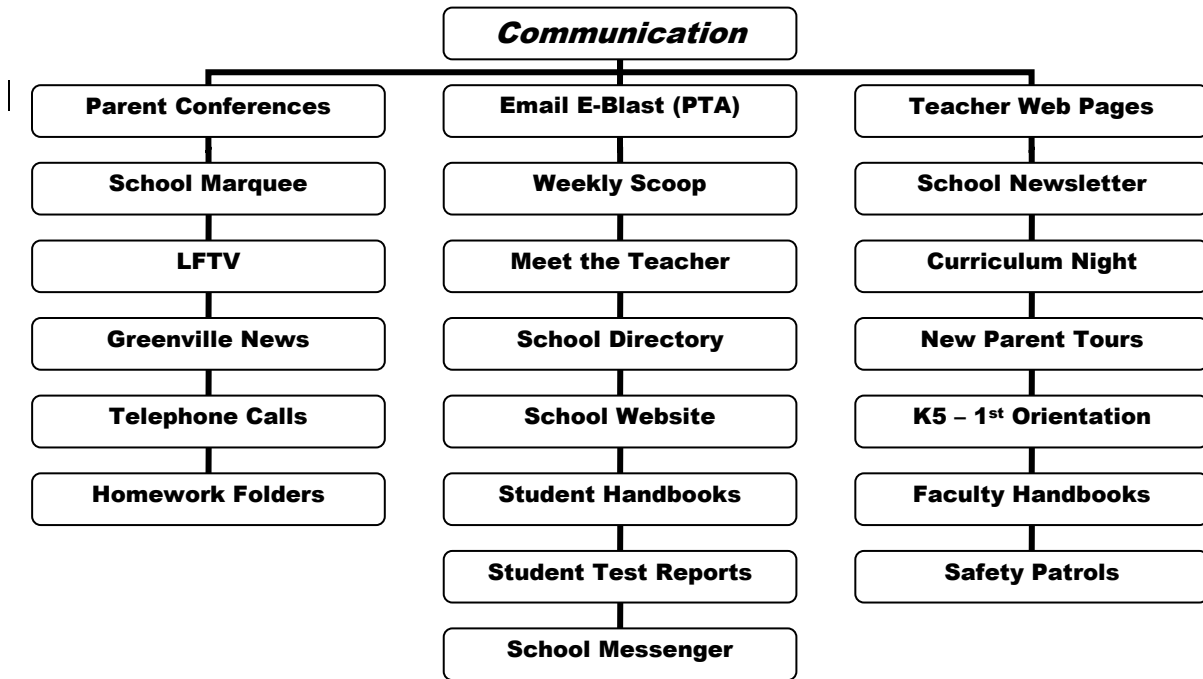 Communication
Parent Conferences
School Marquee
LFTV
Greenville News
Telephone Calls
Homework Folders
Email E-Blast (PTA)
Weekly Scoop
Meet the Teacher
School Directory
School Website
Student Handbooks
Student Test Reports
School Messenger
Teacher Web Pages
School Newsletter
Curriculum Night
New Parent Tours
K5 – 1st Orientation
Faculty Handbooks
Safety Patrols